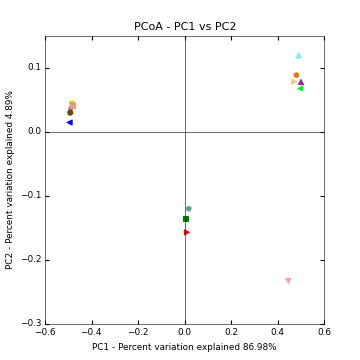 PCoA - PC1 vs PC2
PC2 - Percent variation explained 4.89%
0.1
0.0
−0.1
−0.2
−0.3
−0.6 −0.4 −0.2 0.0 0.2 0.4 0.6
PC1 - Percent variation explained 86.98%